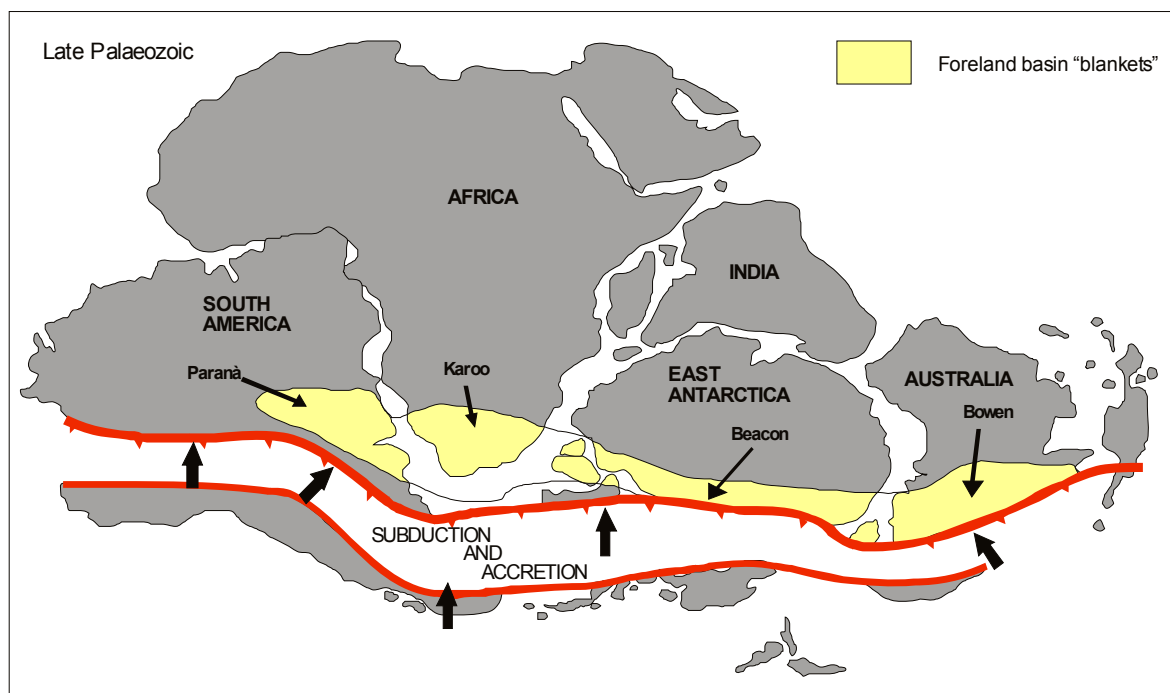 Late Palaeozoic
Foreland basin “blankets”
AFRICA
INDIA
SOUTH
AMERICA
Paranà
Karoo
EAST
ANTARCTICA
AUSTRALIA
Bowen
Beacon
SUBDUCTION
AND
ACCRETION